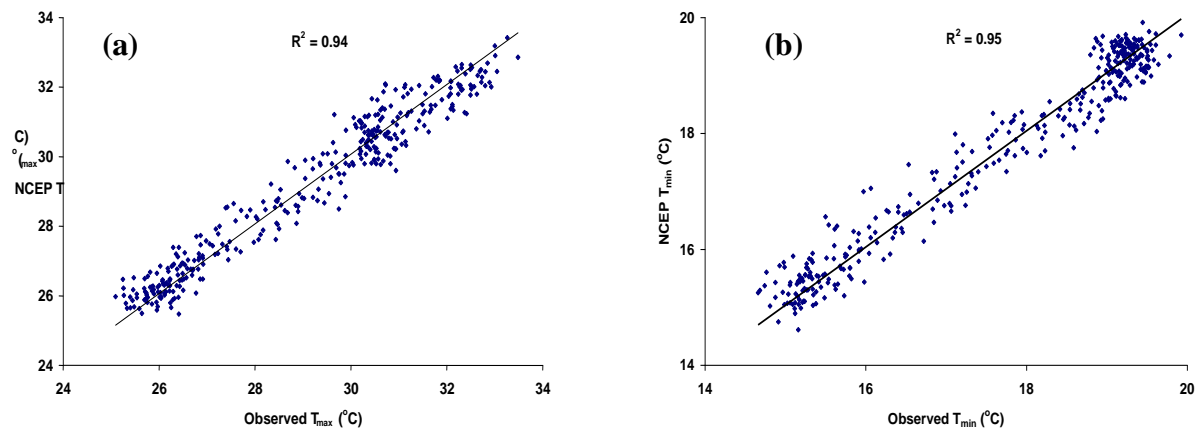 (a)
R² = 0.94
34
32
30
28
26
24
C)
°(max
NCEP T
24 26 28 30 32 34
Observed Tmax (°C)
(b)
R² = 0.95
20
18
16
14
NCEP Tmin (°C)
14 16 18 20
Observed Tmin (°C)